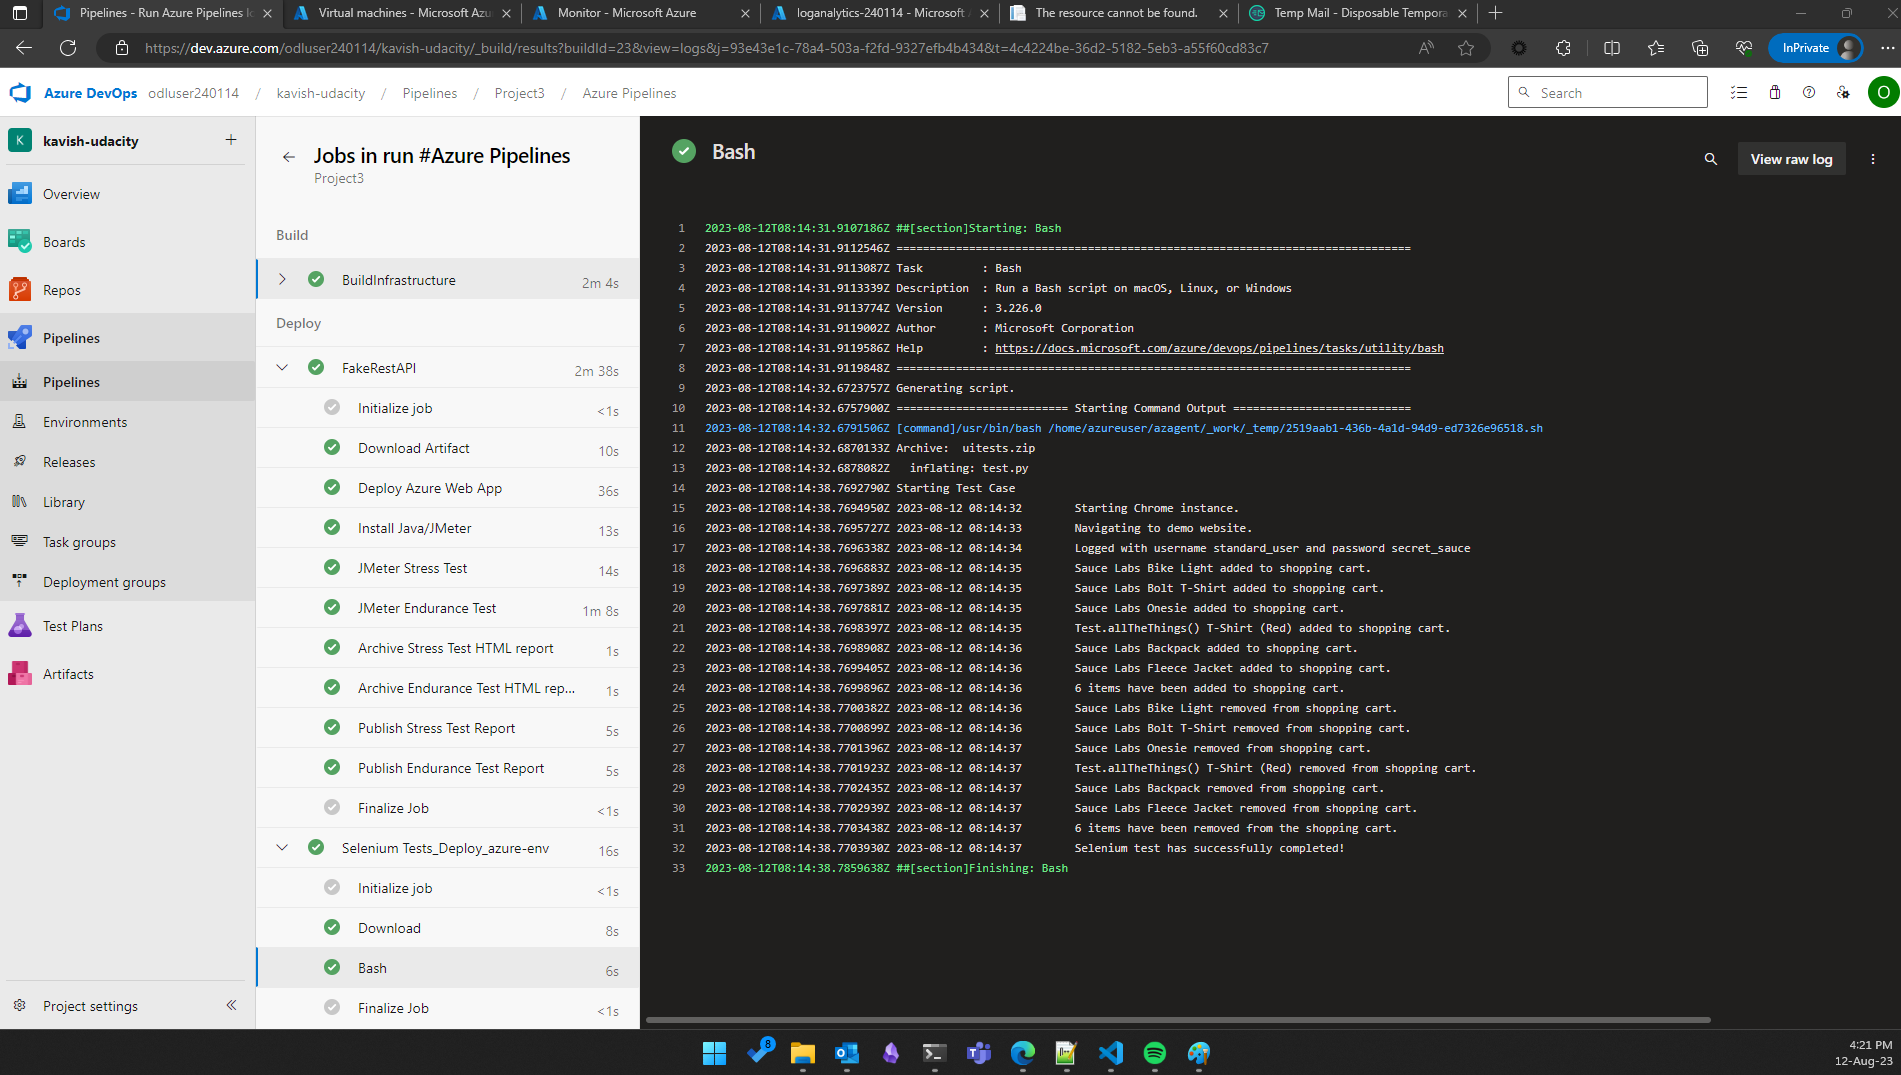 Pipelines - Run Azure Pipelines lo
Virtual machines - Microsoft Azu
Monitor - Microsoft Azure
loganalytics-240114 - Microsoft A
The resource cannot be found.
Temp Mail - Disposable Tempora
https://dev.azure.com/odluser240114/kavish-udacity/_build/results?buildId=23&view=logs&j=93e43e1c-78a4-503a-f2fd-9327efb4b434&t=4c4224be-36d2-5182-5eb3-a55f60cd83c7
InPrivate
Azure DevOps odluser240114 / kavish-udacity / Pipelines / Project3 / Azure Pipelines
Search
O
K kavish-udacity
Overview
Boards
Repos
Pipelines
Pipelines
Environments
Releases
Library
Task groups
Deployment groups
Test Plans
Artifacts
Project settings
Jobs in run #Azure Pipelines
Project3
Build
BuildInfrastructure 2m 4s
Deploy
FakeRestAPI 2m 38s
Initialize job <1s
Download Artifact 10s
Deploy Azure Web App 36s
Install Java/JMeter 13s
JMeter Stress Test 14s
JMeter Endurance Test 1m 8s
Archive Stress Test HTML report 1s
Archive Endurance Test HTML rep... 1s
Publish Stress Test Report 5s
Publish Endurance Test Report 5s
Finalize Job <1s
Selenium Tests_Deploy_azure-env 16s
Initialize job <1s
Download 8s
Bash 6s
Finalize Job <1s
Bash
View raw log
1 2023-08-12T08:14:31.9107186Z ##[section]Starting: Bash
2 2023-08-12T08:14:31.9112546Z ==============================================================================
3 2023-08-12T08:14:31.9113087Z Task         : Bash
4 2023-08-12T08:14:31.9113339Z Description  : Run a Bash script on macOS, Linux, or Windows
5 2023-08-12T08:14:31.9113774Z Version      : 3.226.0
6 2023-08-12T08:14:31.9119002Z Author       : Microsoft Corporation
7 2023-08-12T08:14:31.9119586Z Help         : https://docs.microsoft.com/azure/devops/pipelines/tasks/utility/bash
8 2023-08-12T08:14:31.9119848Z ==============================================================================
9 2023-08-12T08:14:32.6723757Z Generating script.
10 2023-08-12T08:14:32.6757900Z ========================== Starting Command Output ===========================
11 2023-08-12T08:14:32.6791506Z [command]/usr/bin/bash /home/azureuser/azagent/_work/_temp/2519aab1-436b-4a1d-94d9-ed7326e96518.sh
12 2023-08-12T08:14:32.6870133Z Archive:  uitests.zip
13 2023-08-12T08:14:32.6878082Z   inflating: test.py
14 2023-08-12T08:14:38.7692790Z Starting Test Case
15 2023-08-12T08:14:38.7694950Z 2023-08-12 08:14:32        Starting Chrome instance.
16 2023-08-12T08:14:38.7695727Z 2023-08-12 08:14:33        Navigating to demo website.
17 2023-08-12T08:14:38.7696338Z 2023-08-12 08:14:34        Logged with username standard_user and password secret_sauce
18 2023-08-12T08:14:38.7696883Z 2023-08-12 08:14:35        Sauce Labs Bike Light added to shopping cart.
19 2023-08-12T08:14:38.7697389Z 2023-08-12 08:14:35        Sauce Labs Bolt T-Shirt added to shopping cart.
20 2023-08-12T08:14:38.7697881Z 2023-08-12 08:14:35        Sauce Labs Onesie added to shopping cart.
21 2023-08-12T08:14:38.7698397Z 2023-08-12 08:14:35        Test.allTheThings() T-Shirt (Red) added to shopping cart.
22 2023-08-12T08:14:38.7698908Z 2023-08-12 08:14:36        Sauce Labs Backpack added to shopping cart.
23 2023-08-12T08:14:38.7699405Z 2023-08-12 08:14:36        Sauce Labs Fleece Jacket added to shopping cart.
24 2023-08-12T08:14:38.7699896Z 2023-08-12 08:14:36        6 items have been added to shopping cart.
25 2023-08-12T08:14:38.7700382Z 2023-08-12 08:14:36        Sauce Labs Bike Light removed from shopping cart.
26 2023-08-12T08:14:38.7700899Z 2023-08-12 08:14:36        Sauce Labs Bolt T-Shirt removed from shopping cart.
27 2023-08-12T08:14:38.7701396Z 2023-08-12 08:14:37        Sauce Labs Onesie removed from shopping cart.
28 2023-08-12T08:14:38.7701923Z 2023-08-12 08:14:37        Test.allTheThings() T-Shirt (Red) removed from shopping cart.
29 2023-08-12T08:14:38.7702435Z 2023-08-12 08:14:37        Sauce Labs Backpack removed from shopping cart.
30 2023-08-12T08:14:38.7702939Z 2023-08-12 08:14:37        Sauce Labs Fleece Jacket removed from shopping cart.
31 2023-08-12T08:14:38.7703438Z 2023-08-12 08:14:37        6 items have been removed from the shopping cart.
32 2023-08-12T08:14:38.7703930Z 2023-08-12 08:14:37        Selenium test has successfully completed!
33 2023-08-12T08:14:38.7859638Z ##[section]Finishing: Bash
8
4:21 PM
12-Aug-23